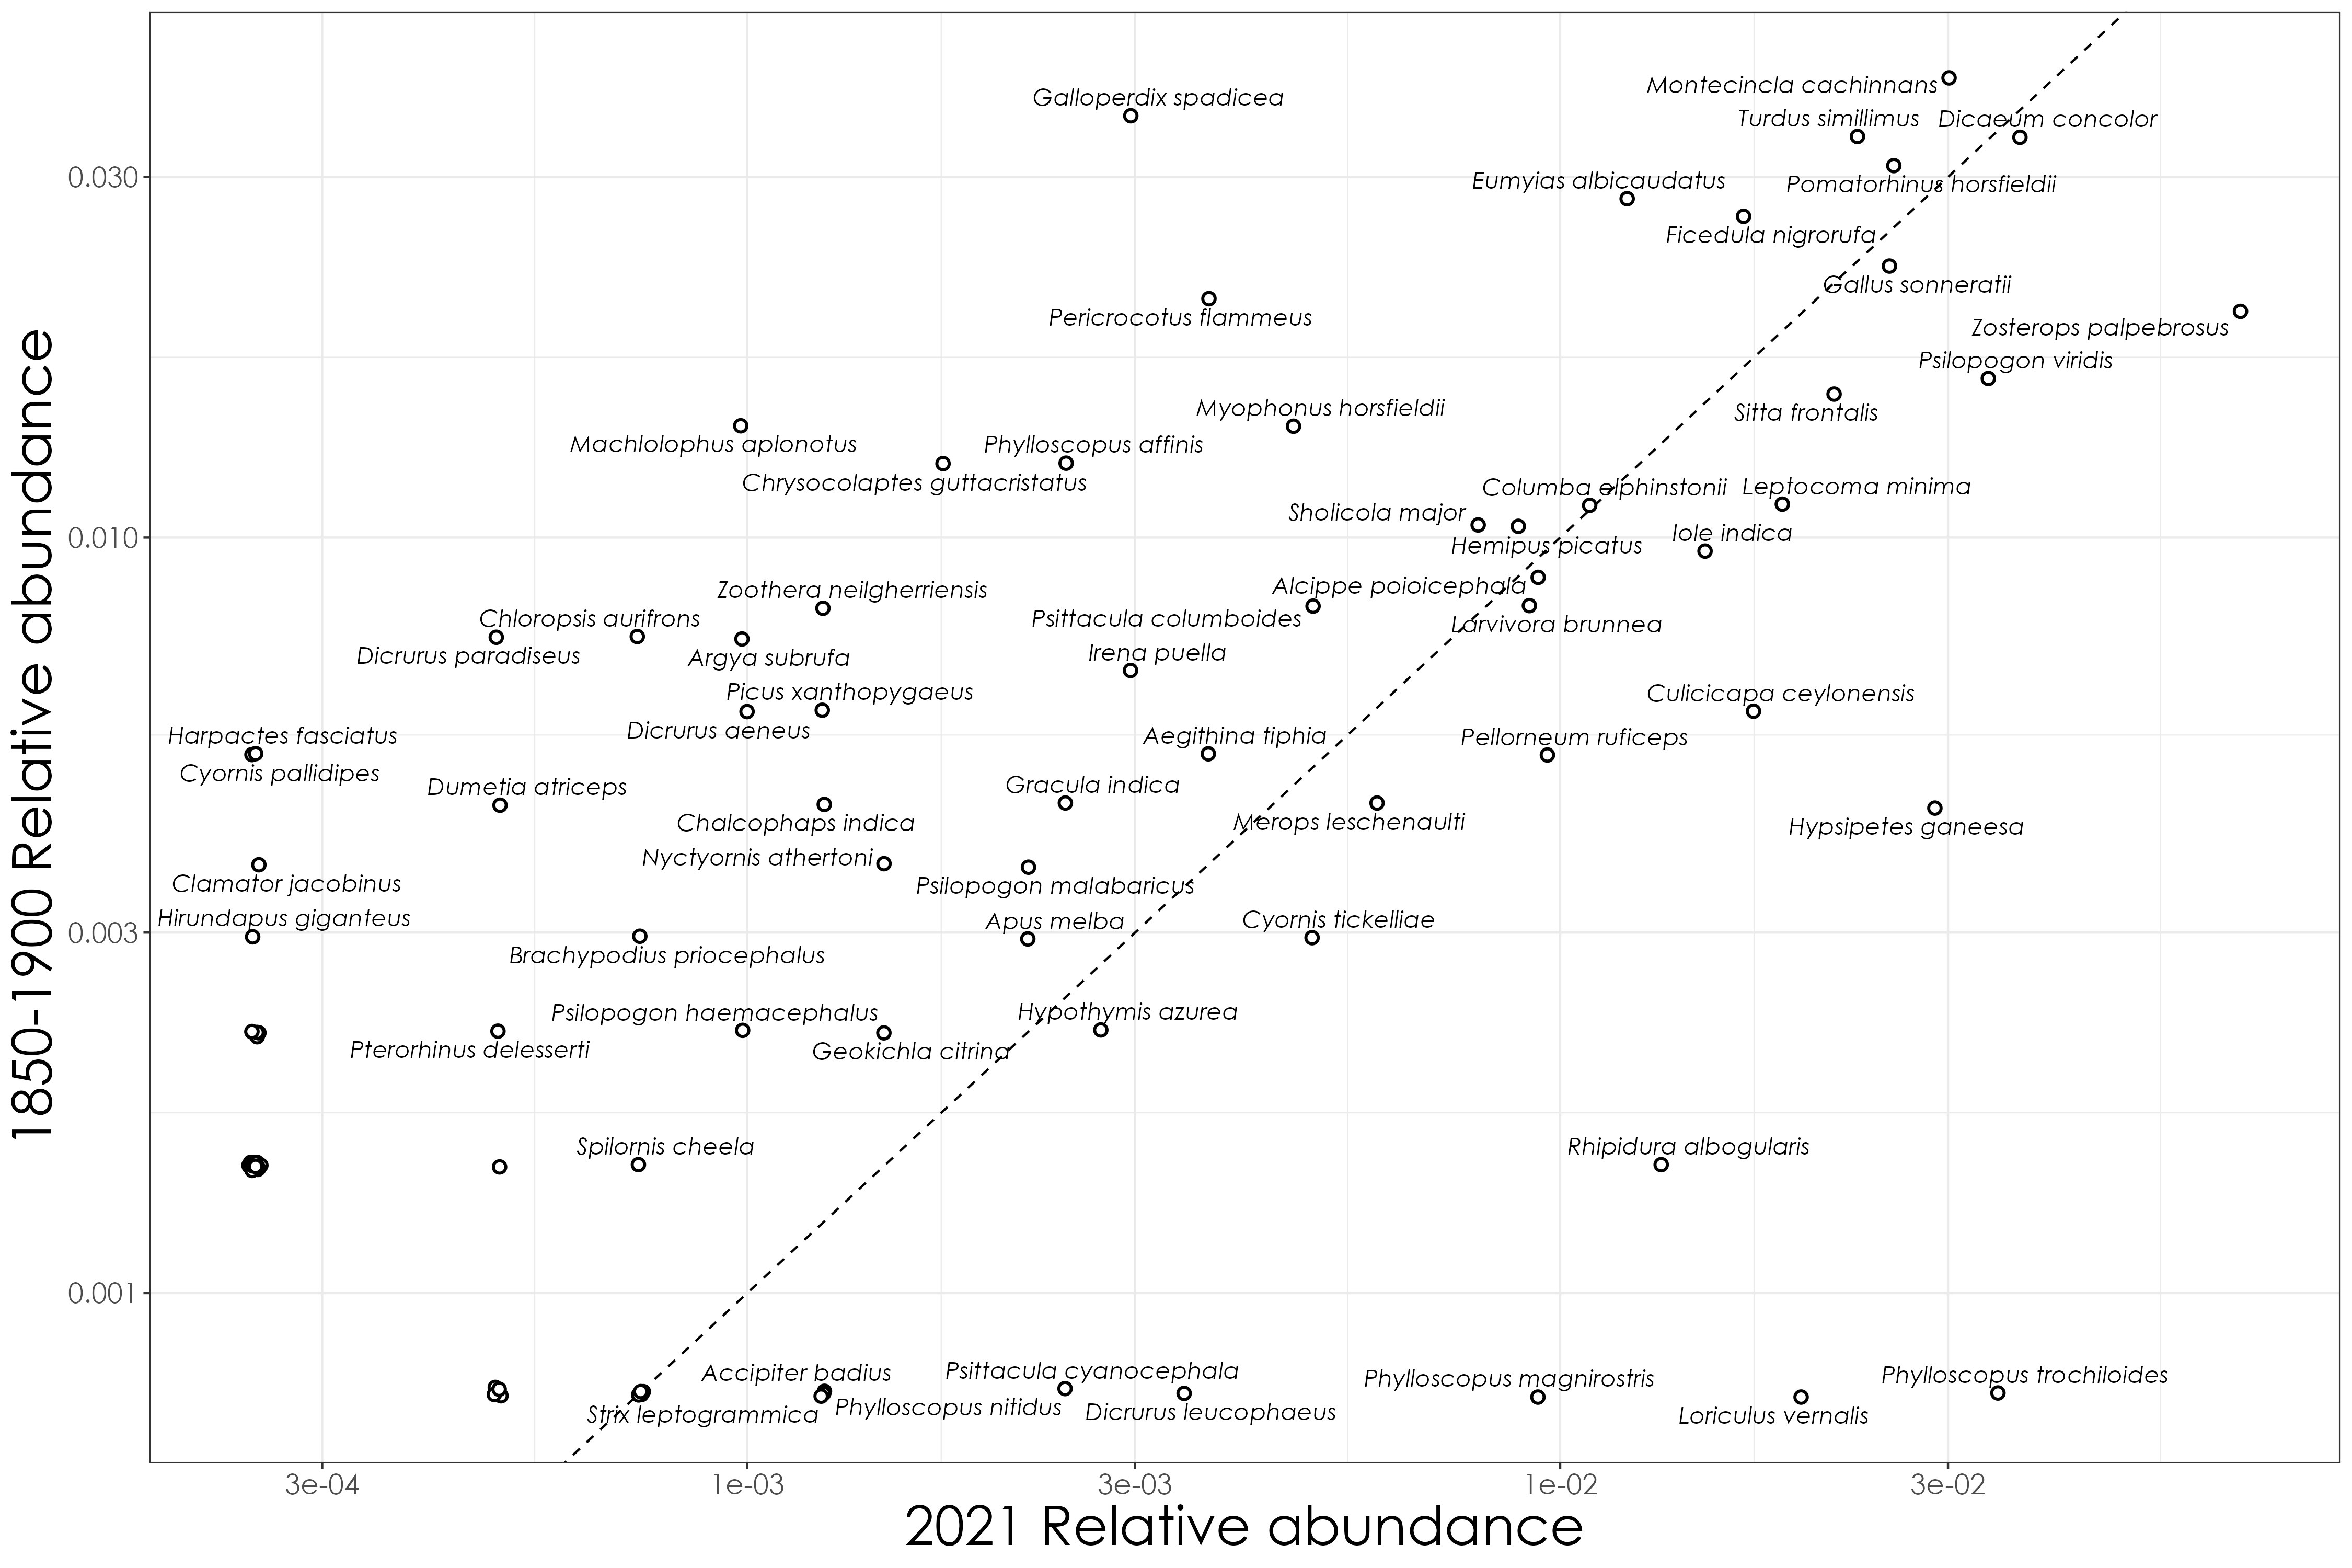 Galloperdix spadicea
Montecincla cachinnans
Turdus simillimus
Dicaeum concolor
0.030
Eumyias albicaudatus
Pomatorhinus horsfieldii
Ficedula nigrorufa
Gallus sonneratii
Pericrocotus flammeus
Zosterops palpebrosus
Psilopogon viridis
Myophonus horsfieldii
Sitta frontalis
Machlolophus aplonotus
Phylloscopus affinis
Chrysocolaptes guttacristatus
Columba elphinstonii
Leptocoma minima
Sholicola major
0.010
Hemipus picatus
Iole indica
Zoothera neilgherriensis
Alcippe poioicephala
Chloropsis aurifrons
Psittacula columboides
Larvivora brunnea
Dicrurus paradiseus
Argya subrufa
Irena puella
Picus xanthopygaeus
Culicicapa ceylonensis
Dicrurus aeneus
Harpactes fasciatus
Aegithina tiphia
Pellorneum ruficeps
Cyornis pallidipes
Dumetia atriceps
Gracula indica
Chalcophaps indica
Merops leschenaulti
Hypsipetes ganeesa
Nyctyornis athertoni
Clamator jacobinus
Psilopogon malabaricus
Hirundapus giganteus
Apus melba
Cyornis tickelliae
0.003
Brachypodius priocephalus
Psilopogon haemacephalus
Hypothymis azurea
Pterorhinus delesserti
Geokichla citrina
Spilornis cheela
Rhipidura albogularis
0.001
Accipiter badius
Psittacula cyanocephala
Phylloscopus magnirostris
Phylloscopus trochiloides
Strix leptogrammica
Phylloscopus nitidus
Dicrurus leucophaeus
Loriculus vernalis
3e-04
1e-03
3e-03
1e-02
3e-02
2021 Relative abundance
1850-1900 Relative abundance